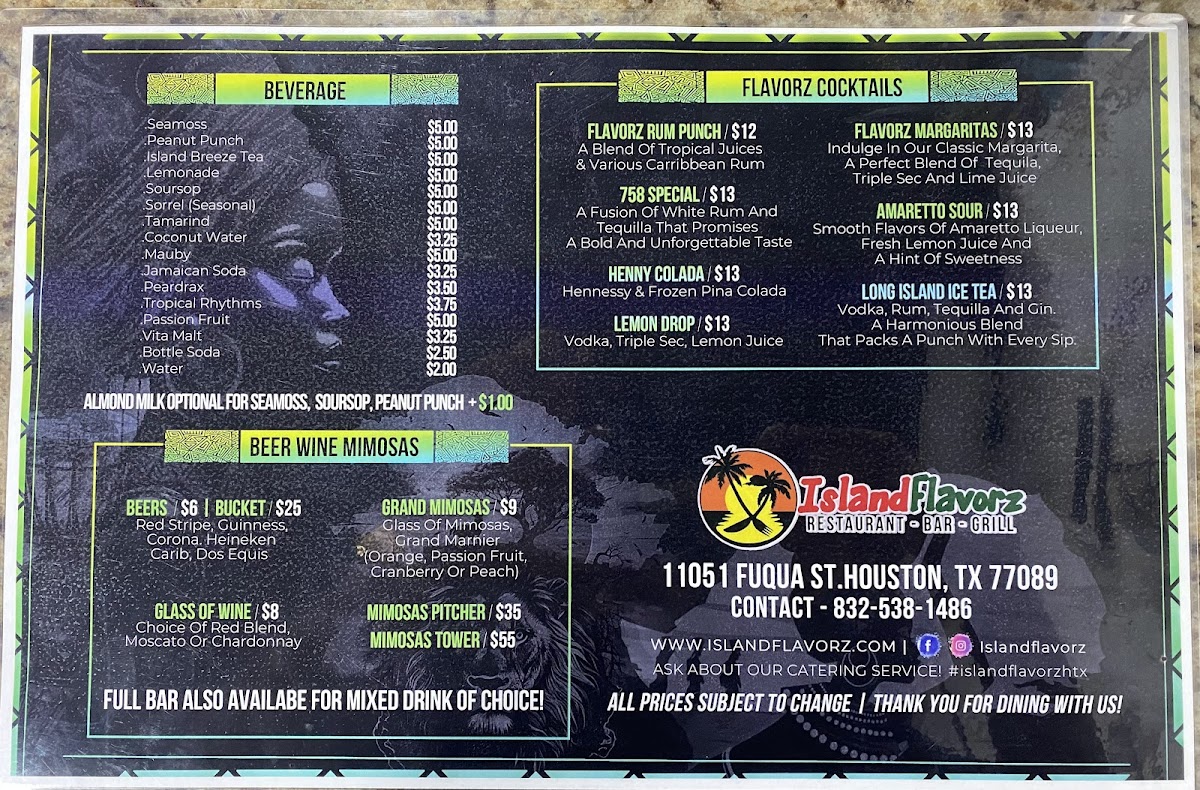 BEVERAGE
.Seamoss $5.00
.Peanut Punch $5.00
.Island Breeze Tea $5.00
.Lemonade $5.00
.Soursop $5.00
.Sorrel (Seasonal) $5.00
.Tamarind $5.00
.Coconut Water $3.25
.Mauby $5.00
.Jamaican Soda $3.25
.Peardrax $3.50
.Tropical Rhythms $3.75
.Passion Fruit $5.00
.Vita Malt $3.25
.Bottle Soda $2.50
.Water $2.00
ALMOND MILK OPTIONAL FOR SEAMOSS, SOURSOP, PEANUT PUNCH + $1.00
BEER WINE MIMOSAS
BEERS / $6 | BUCKET / $25
Red Stripe, Guinness,
Corona. Heineken
Carib, Dos Equis
GLASS OF WINE / $8
Choice Of Red Blend,
Moscato Or Chardonnay
GRAND MIMOSAS / $9
Glass Of Mimosas,
Grand Marnier
(Orange, Passion Fruit,
Cranberry Or Peach)
MIMOSAS PITCHER / $35
MIMOSAS TOWER / $55
FULL BAR ALSO AVAILABE FOR MIXED DRINK OF CHOICE!
FLAVORZ COCKTAILS
FLAVORZ RUM PUNCH / $12
A Blend Of Tropical Juices
& Various Carribbean Rum
758 SPECIAL / $13
A Fusion Of White Rum And
Tequilla That Promises
A Bold And Unforgettable Taste
HENNY COLADA / $13
Hennessy & Frozen Pina Colada
LEMON DROP / $13
Vodka, Triple Sec, Lemon Juice
FLAVORZ MARGARITAS / $13
Indulge In Our Classic Margarita,
A Perfect Blend Of Tequila,
Triple Sec And Lime Juice
AMARETTO SOUR / $13
Smooth Flavors Of Amaretto Liqueur,
Fresh Lemon Juice And
A Hint Of Sweetness
LONG ISLAND ICE TEA / $13
Vodka, Rum, Tequilla And Gin.
A Harmonious Blend
That Packs A Punch With Every Sip.
IslandFlavorz
RESTAURANT - BAR - GRILL
11051 FUQUA ST.HOUSTON, TX 77089
CONTACT - 832-538-1486
WWW.ISLANDFLAVORZ.COM | Islandflavorz
ASK ABOUT OUR CATERING SERVICE! #islandflavorzhtx
ALL PRICES SUBJECT TO CHANGE | THANK YOU FOR DINING WITH US!